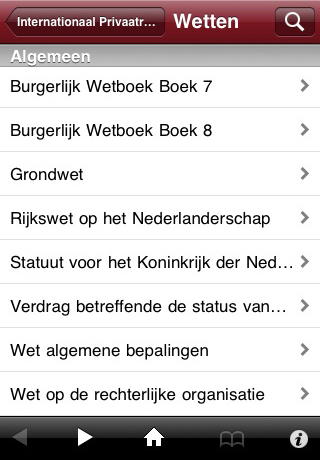 Internationaal Privaatr...
Wetten
Algemeen
Burgerlijk Wetboek Boek 7
Burgerlijk Wetboek Boek 8
Grondwet
Rijkswet op het Nederlanderschap
Statuut voor het Koninkrijk der Ned...
Verdrag betreffende de status van...
Wet algemene bepalingen
Wet op de rechterlijke organisatie